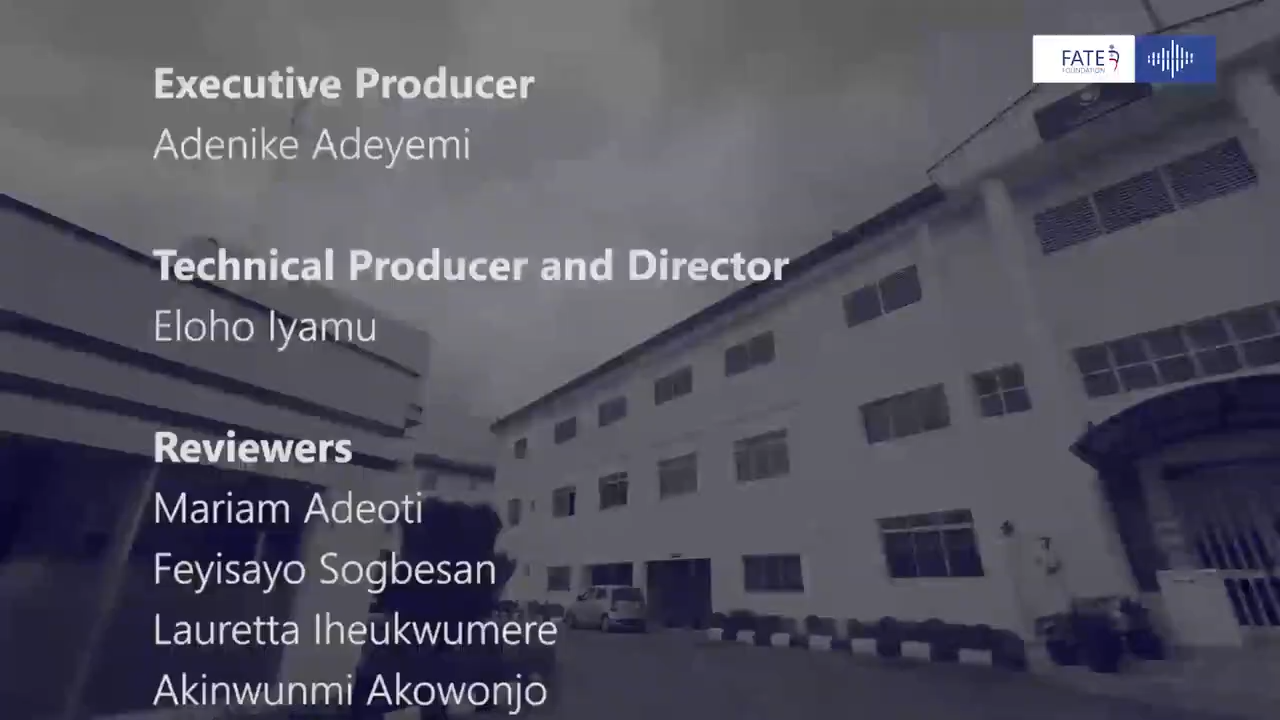 Executive Producer
Adenike Adeyemi
Technical Producer and Director
Eloho Iyamu
Reviewers
Mariam Adeoti
Feyisayo Sogbesan
Lauretta Iheukwumere
Akinwunmi Akowonjo
FATE
FOUNDATION